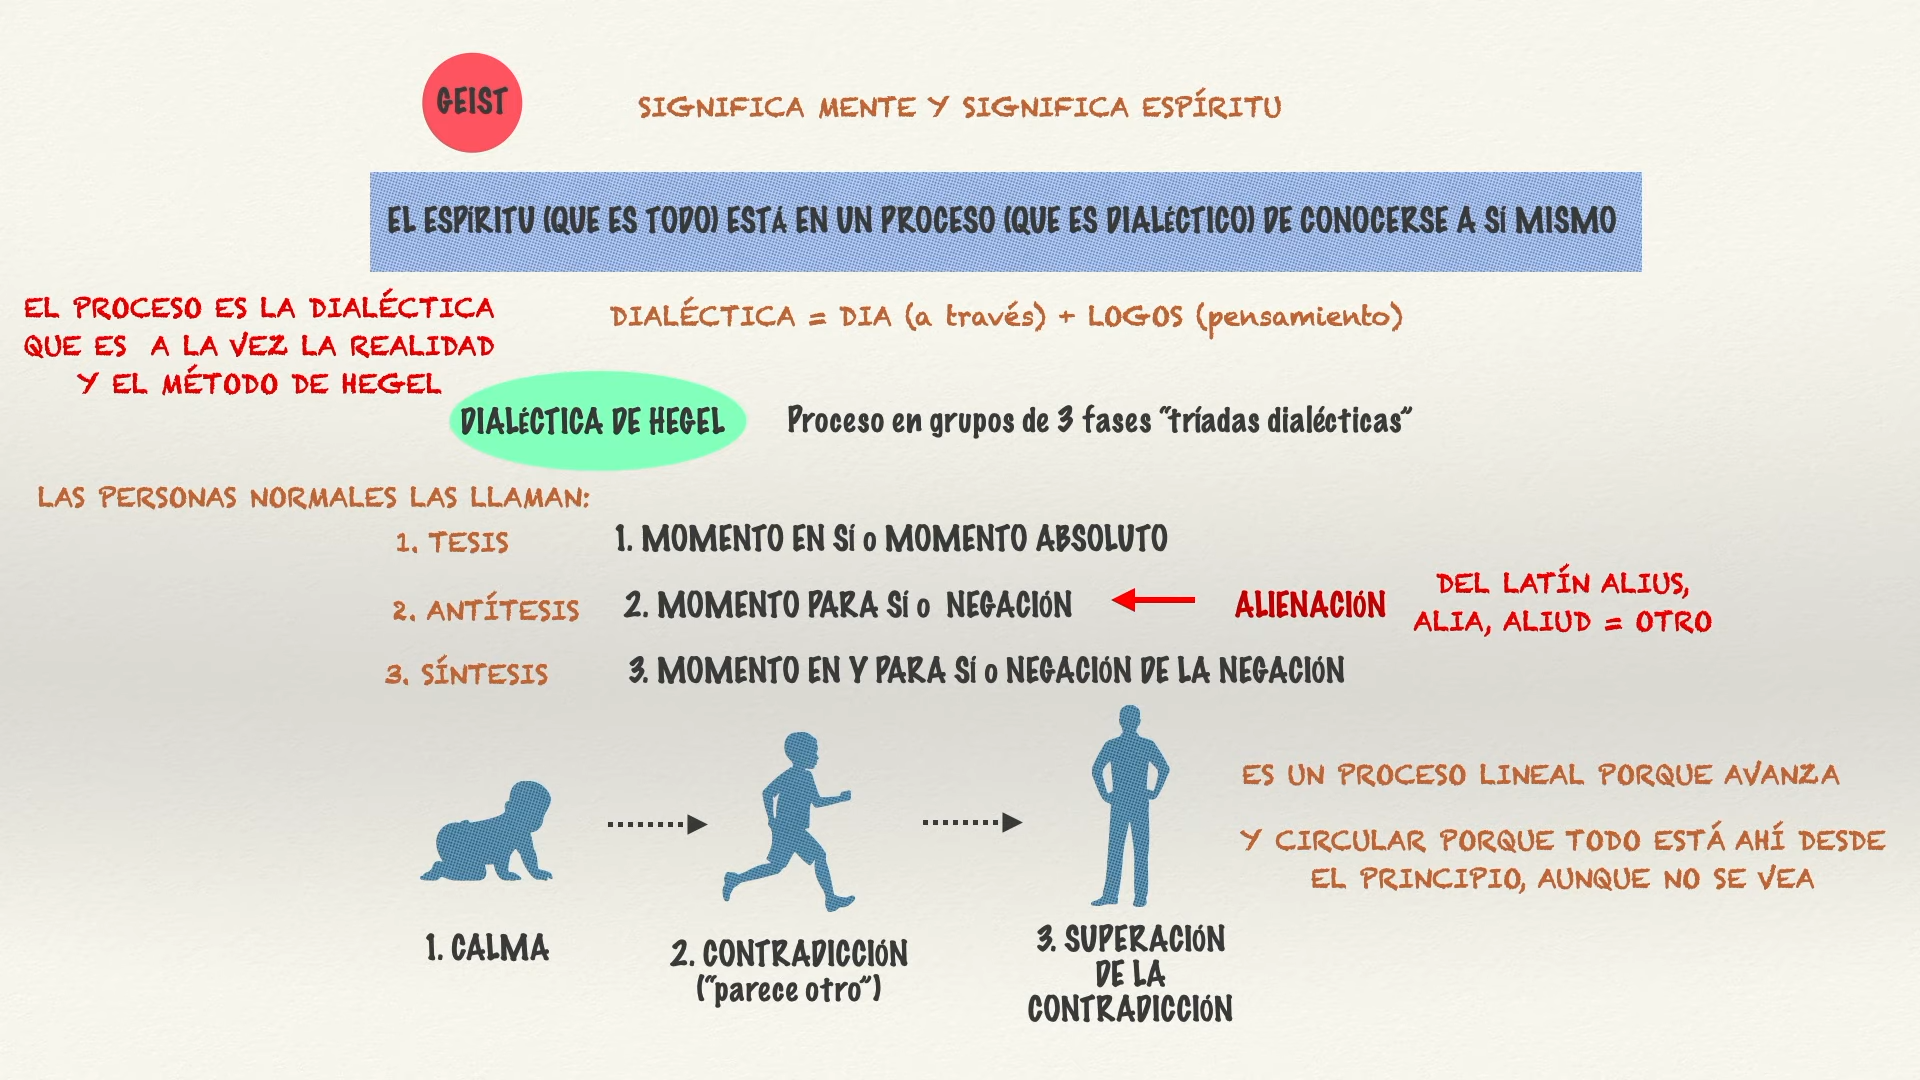 GEIST
SIGNIFICA MENTE Y SIGNIFICA ESPÍRITU
EL ESPÍRITU (QUE ES TODO) ESTÁ EN UN PROCESO (QUE ES DIALÉCTICO) DE CONOCERSE A SÍ MISMO
EL PROCESO ES LA DIALÉCTICA
QUE ES A LA VEZ LA REALIDAD
Y EL MÉTODO DE HEGEL
DIALÉCTICA = DIA (a través) + LOGOS (pensamiento)
DIALÉCTICA DE HEGEL
Proceso en grupos de 3 fases “tríadas dialécticas”
LAS PERSONAS NORMALES LAS LLAMAN:
1. TESIS
1. MOMENTO EN SÍ o MOMENTO ABSOLUTO
2. ANTÍTESIS
2. MOMENTO PARA SÍ o NEGACIÓN
ALIENACIÓN
DEL LATÍN ALIUS,
ALIA, ALIUD = OTRO
3. SÍNTESIS
3. MOMENTO EN Y PARA SÍ o NEGACIÓN DE LA NEGACIÓN
ES UN PROCESO LINEAL PORQUE AVANZA
Y CIRCULAR PORQUE TODO ESTÁ AHÍ DESDE
EL PRINCIPIO, AUNQUE NO SE VEA
1. CALMA
2. CONTRADICCIÓN
(“parece otro”)
3. SUPERACIÓN
DE LA
CONTRADICCIÓN